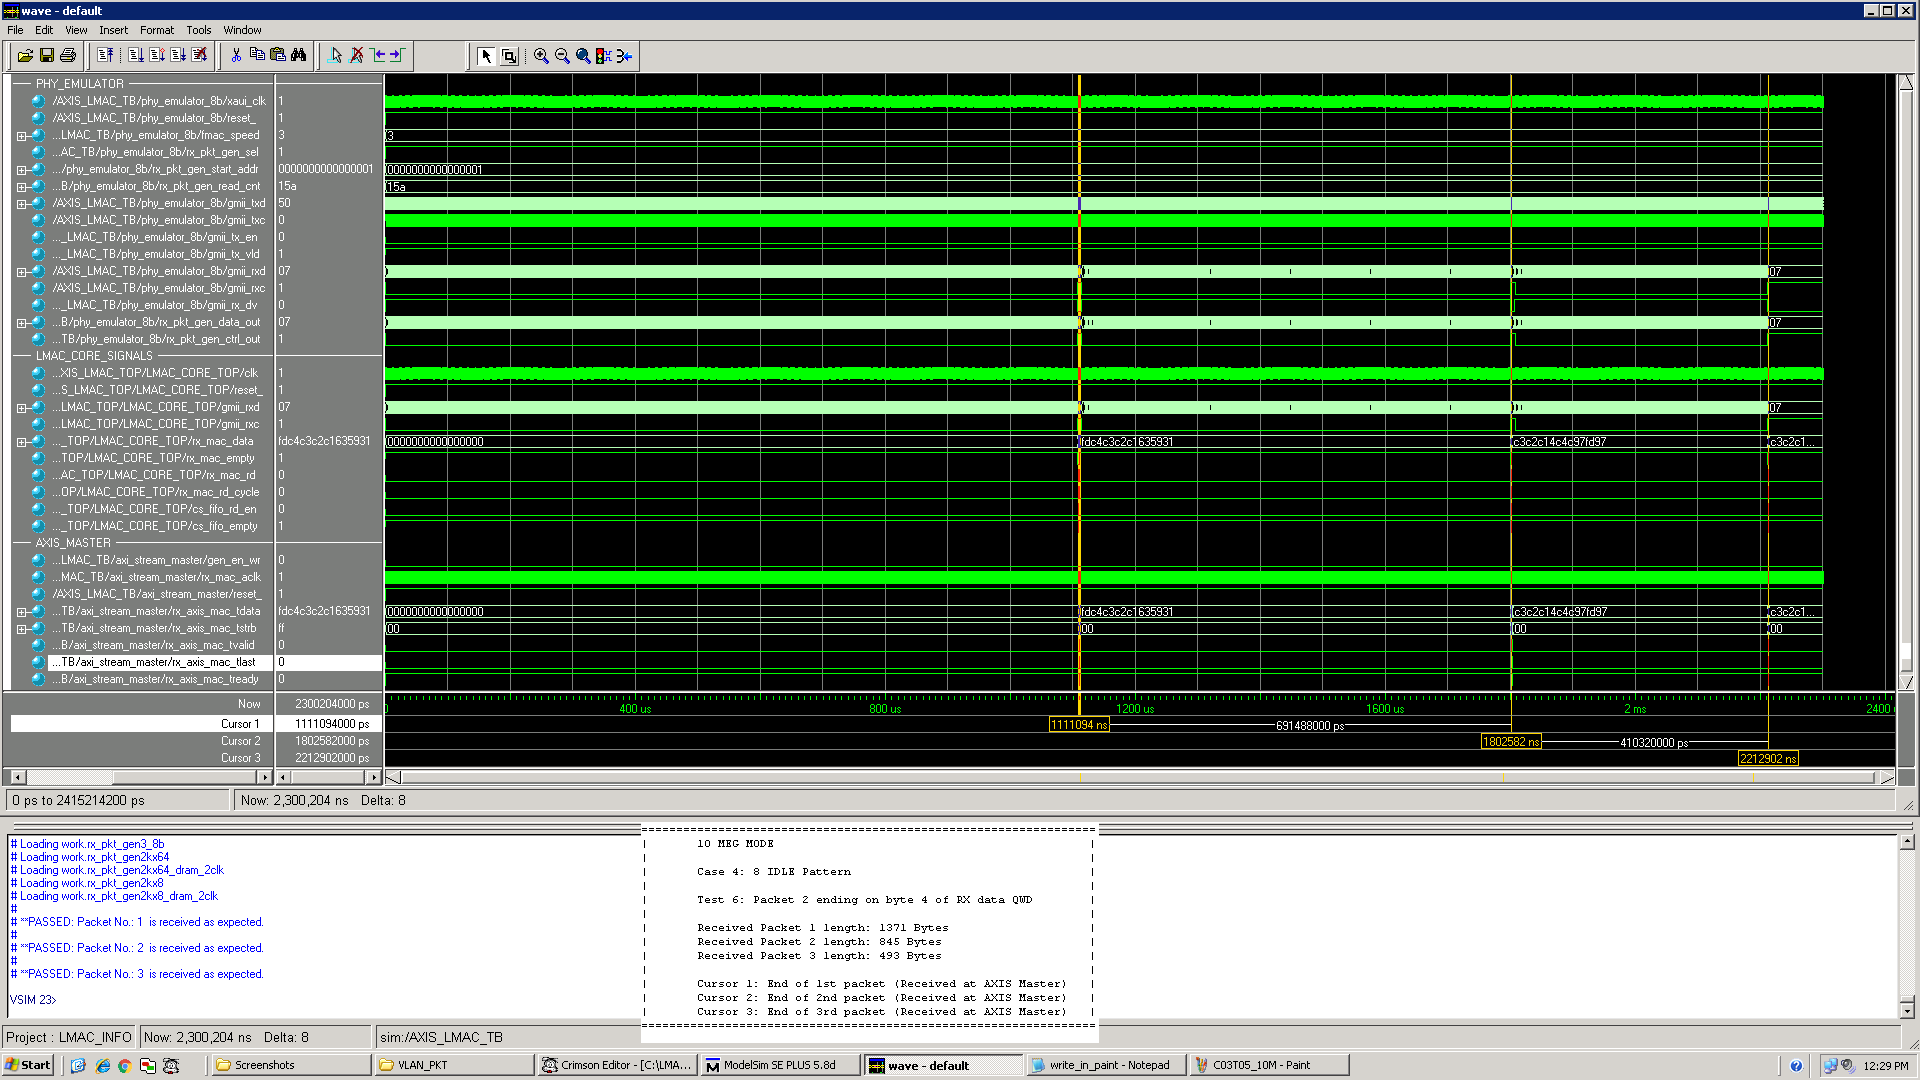 wave - default
File Edit View Insert Format Tools Window
PHY_EMULATOR
/AXIS_LMAC_TB/phy_emulator_8b/xaui_clk 1
/AXIS_LMAC_TB/phy_emulator_8b/reset_ 1
...LMAC_TB/phy_emulator_8b/fmac_speed 3 3
...AC_TB/phy_emulator_8b/rx_pkt_gen_sel 1
.../phy_emulator_8b/rx_pkt_gen_start_addr 0000000000000001 0000000000000001
...B/phy_emulator_8b/rx_pkt_gen_read_cnt 15a 15a
/AXIS_LMAC_TB/phy_emulator_8b/gmii_txd 50
/AXIS_LMAC_TB/phy_emulator_8b/gmii_txc 0
..._LMAC_TB/phy_emulator_8b/gmii_tx_en 0
..._LMAC_TB/phy_emulator_8b/gmii_tx_vld 1
/AXIS_LMAC_TB/phy_emulator_8b/gmii_rxd 07 07
/AXIS_LMAC_TB/phy_emulator_8b/gmii_rxc 1
..._LMAC_TB/phy_emulator_8b/gmii_rx_dv 0
...B/phy_emulator_8b/rx_pkt_gen_data_out 07 07
...TB/phy_emulator_8b/rx_pkt_gen_ctrl_out 1
LMAC_CORE_SIGNALS
...XIS_LMAC_TOP/LMAC_CORE_TOP/clk 1
...S_LMAC_TOP/LMAC_CORE_TOP/reset_ 1
...LMAC_TOP/LMAC_CORE_TOP/gmii_rxd 07 07
...LMAC_TOP/LMAC_CORE_TOP/gmii_rxc 1
..._TOP/LMAC_CORE_TOP/rx_mac_data fdc4c3c2c1635931 0000000000000000 fdc4c3c2c1635931 c3c2c14c4c97fd97 c3c2c1...
...TOP/LMAC_CORE_TOP/rx_mac_empty 1
...AC_TOP/LMAC_CORE_TOP/rx_mac_rd 0
...OP/LMAC_CORE_TOP/rx_mac_rd_cycle 0
..._TOP/LMAC_CORE_TOP/cs_fifo_rd_en 0
..._TOP/LMAC_CORE_TOP/cs_fifo_empty 1
AXIS_MASTER
...LMAC_TB/axi_stream_master/gen_en_wr 0
...MAC_TB/axi_stream_master/rx_mac_aclk 1
/AXIS_LMAC_TB/axi_stream_master/reset_ 1
...TB/axi_stream_master/rx_axis_mac_tdata fdc4c3c2c1635931 0000000000000000 fdc4c3c2c1635931 c3c2c14c4c97fd97 c3c2c1...
...TB/axi_stream_master/rx_axis_mac_tstrb ff 00 00 00 00
...B/axi_stream_master/rx_axis_mac_tvalid 0
...TB/axi_stream_master/rx_axis_mac_tlast 0
...B/axi_stream_master/rx_axis_mac_tready 0
Now 2300204000 ps 400 us 800 us 1200 us 1600 us 2 ms 2400
Cursor 1 1111094000 ps 1111094 ns 691488000 ps
Cursor 2 1802582000 ps 1802582 ns 410320000 ps
Cursor 3 2212902000 ps 2212902 ns
0 ps to 2415214200 ps Now: 2,300,204 ns Delta: 8
# Loading work.rx_pkt_gen3_8b
# Loading work.rx_pkt_gen2kx64
# Loading work.rx_pkt_gen2kx64_dram_2clk
# Loading work.rx_pkt_gen2kx8
# Loading work.rx_pkt_gen2kx8_dram_2clk
#
# **PASSED: Packet No.: 1 is received as expected.
#
# **PASSED: Packet No.: 2 is received as expected.
#
# **PASSED: Packet No.: 3 is received as expected.
VSIM 23>
10 MEG MODE
Case 4: 8 IDLE Pattern
Test 6: Packet 2 ending on byte 4 of RX data QWD
Received Packet 1 length: 1371 Bytes
Received Packet 2 length: 845 Bytes
Received Packet 3 length: 493 Bytes
Cursor 1: End of 1st packet (Received at AXIS Master)
Cursor 2: End of 2nd packet (Received at AXIS Master)
Cursor 3: End of 3rd packet (Received at AXIS Master)
Project : LMAC_INFO Now: 2,300,204 ns Delta: 8 sim:/AXIS_LMAC_TB
Start Screenshots VLAN_PKT Crimson Editor - [C:\LMA... ModelSim SE PLUS 5.8d wave - default write_in_paint - Notepad C03T05_10M - Paint 12:29 PM